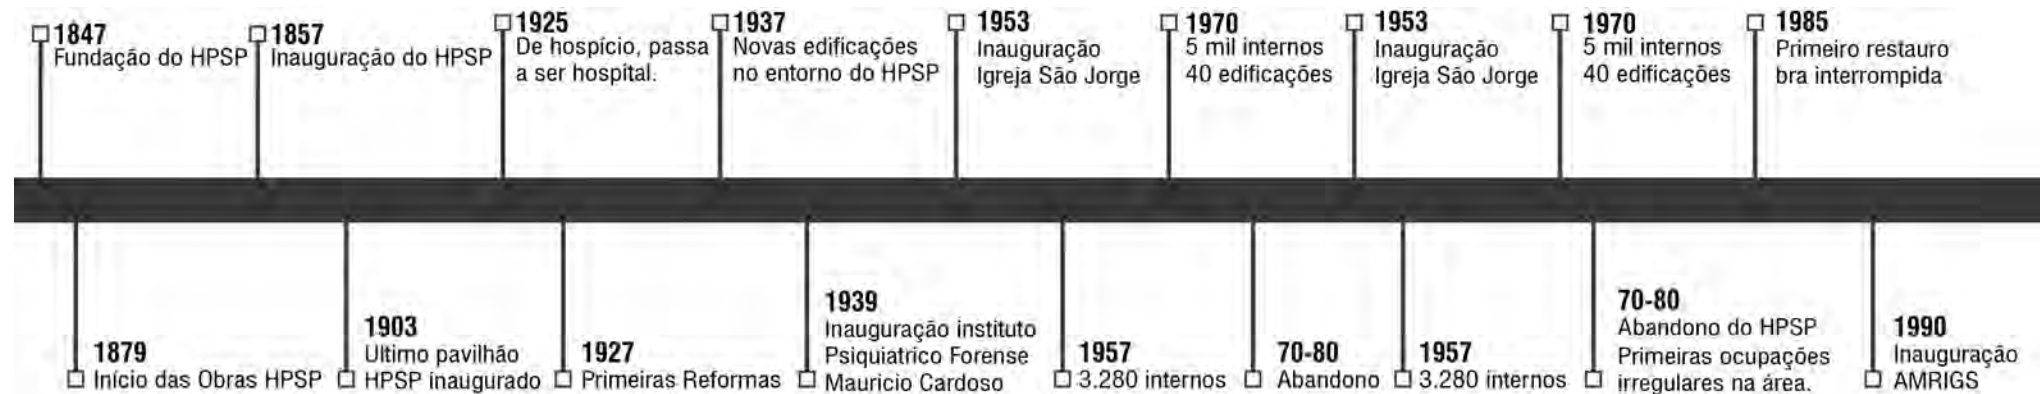 1847
Fundação do HPSP
1857
Inauguração do HPSP
1925
De hospício, passa
a ser hospital.
1937
Novas edificações
no entorno do HPSP
1953
Inauguração
Igreja São Jorge
1970
5 mil internos
40 edificações
1953
Inauguração
Igreja São Jorge
1970
5 mil internos
40 edificações
1985
Primeiro restauro
bra interrompida
1879
Início das Obras HPSP
1903
Ultimo pavilhão
HPSP inaugurado
1927
Primeiras Reformas
1939
Inauguração instituto
Psiquiatrico Forense
Mauricio Cardoso
1957
3.280 internos
70-80
Abandono
1957
3.280 internos
70-80
Abandono do HPSP
Primeiras ocupações
irregulares na área.
1990
Inauguração
AMRIGS